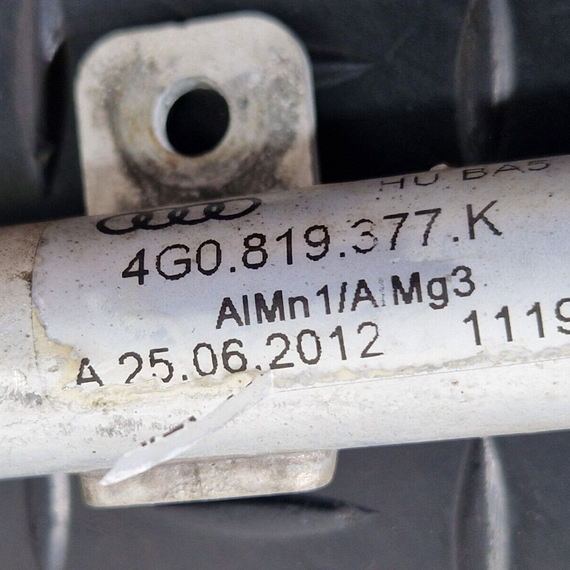 HU BA5
4G0.819.377.K
AlMn1/AlMg3
A 25.06.2012 1119